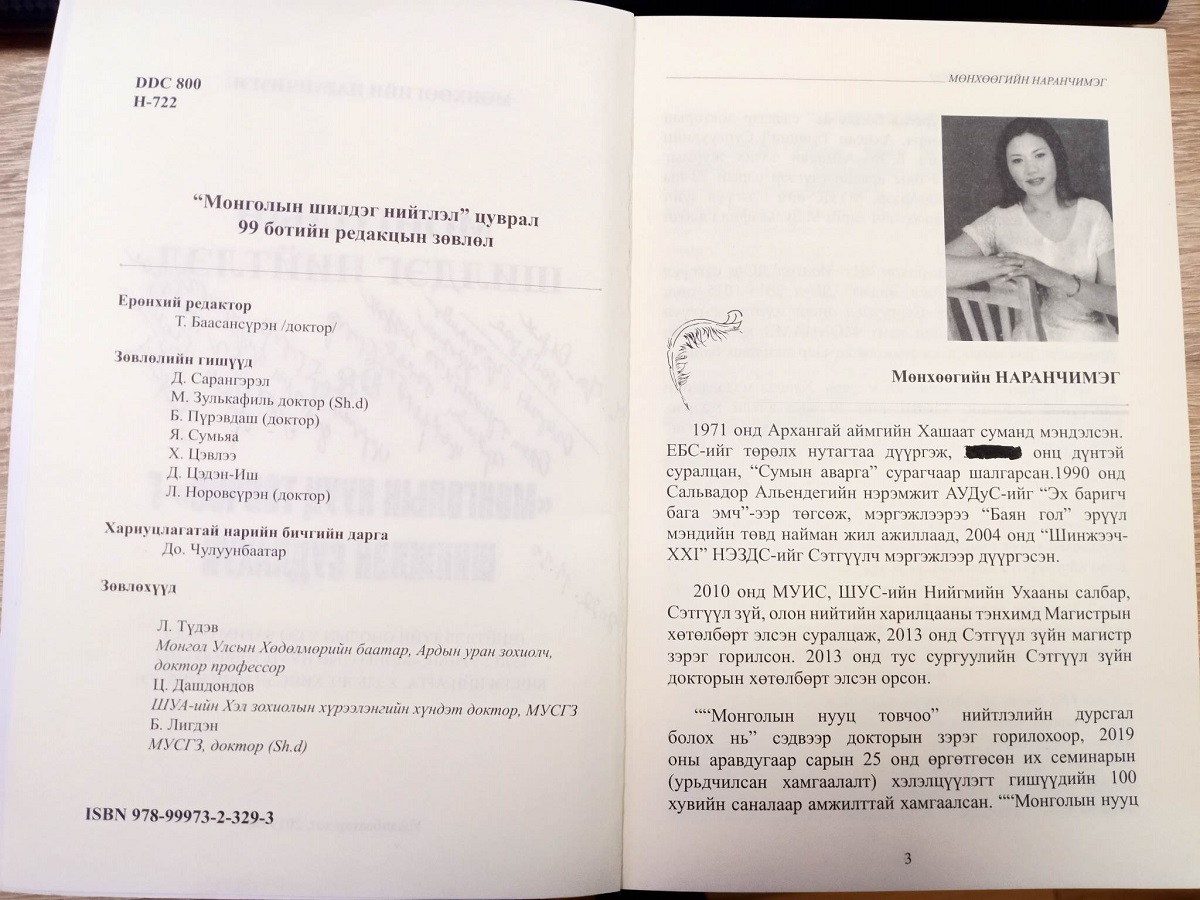 DDC 800
Н-722
“Монголын шилдэг нийтлэл” цуврал
99 ботийн редакцын зөвлөл
Ерөнхий редактор
Т. Баасансүрэн /доктор/
Зөвлөлийн гишүүд
Д. Сарангэрэл
М. Зулькафиль доктор (Sh.d)
Б. Пүрэвдаш (доктор)
Я. Сумьяа
Х. Цэвлээ
Д. Цэдэн-Иш
Л. Норовсүрэн (доктор)
Хариуцлагатай нарийн бичгийн дарга
До. Чулуунбаатар
Зөвлөхүүд
Л. Түдэв
Монгол Улсын Хөдөлмөрийн баатар, Ардын уран зохиолч,
доктор профессор
Ц. Дашдондов
ШУА-ийн Хэл зохиолын хүрээлэнгийн хүндэт доктор, МУСГЗ
Б. Лигдэн
МУСГЗ, доктор (Sh.d)
ISBN 978-99973-2-329-3
МӨНХӨӨГИЙН НАРАНЧИМЭГ
Мөнхөөгийн НАРАНЧИМЭГ
1971 онд Архангай аймгийн Хашаат суманд мэндэлсэн.
ЕБС-ийг төрөлх нутагтаа дүүргэж, онц дүнтэй
суралцан, “Сумын аварга” сурагчаар шалгарсан.1990 онд
Сальвадор Альендегийн нэрэмжит АУДуС-ийг “Эх баригч
бага эмч”-ээр төгсөж, мэргэжлээрээ “Баян гол” эрүүл
мэндийн төвд найман жил ажиллаад, 2004 онд “Шинжээч-
XXI” НЭЗДС-ийг Сэтгүүлч мэргэжлээр дүүргэсэн.
2010 онд МУИС, ШУС-ийн Нийгмийн Ухааны салбар,
Сэтгүүл зүй, олон нийтийн харилцааны тэнхимд Магистрын
хөтөлбөрт элсэн суралцаж, 2013 онд Сэтгүүл зүйн магистр
зэрэг горилсон. 2013 онд тус сургуулийн Сэтгүүл зүйн
докторын хөтөлбөрт элсэн орсон.
““Монголын нууц товчоо” нийтлэлийн дурсгал
болох нь” сэдвээр докторын зэрэг горилохоор, 2019
оны аравдугаар сарын 25 онд өргөтгөсөн их семинарын
(урьдчилсан хамгаалалт) хэлэлцүүлэгт гишүүдийн 100
хувийн саналаар амжилттай хамгаалсан. ““Монголын нууц
3